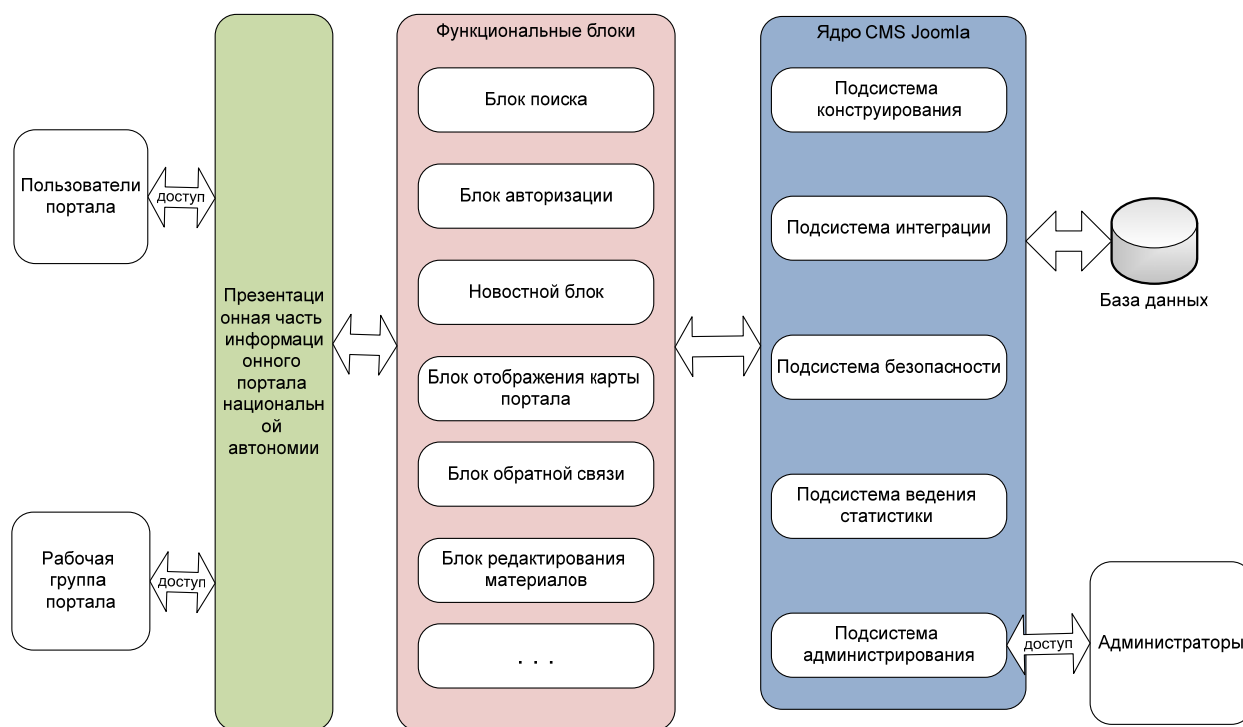 Пользователи
портала
доступ
Рабочая
группа
портала
доступ
Презентаци
онная часть
информаци
онного
портала
национальн
ой
автономии
Функциональные блоки
Блок поиска
Блок авторизации
Новостной блок
Блок отображения карты
портала
Блок обратной связи
Блок редактирования
материалов
. . .
Ядро CMS Joomla
Подсистема
конструирования
Подсистема интеграции
Подсистема безопасности
Подсистема ведения
статистики
Подсистема
администрирования
База данных
доступ
Администраторы